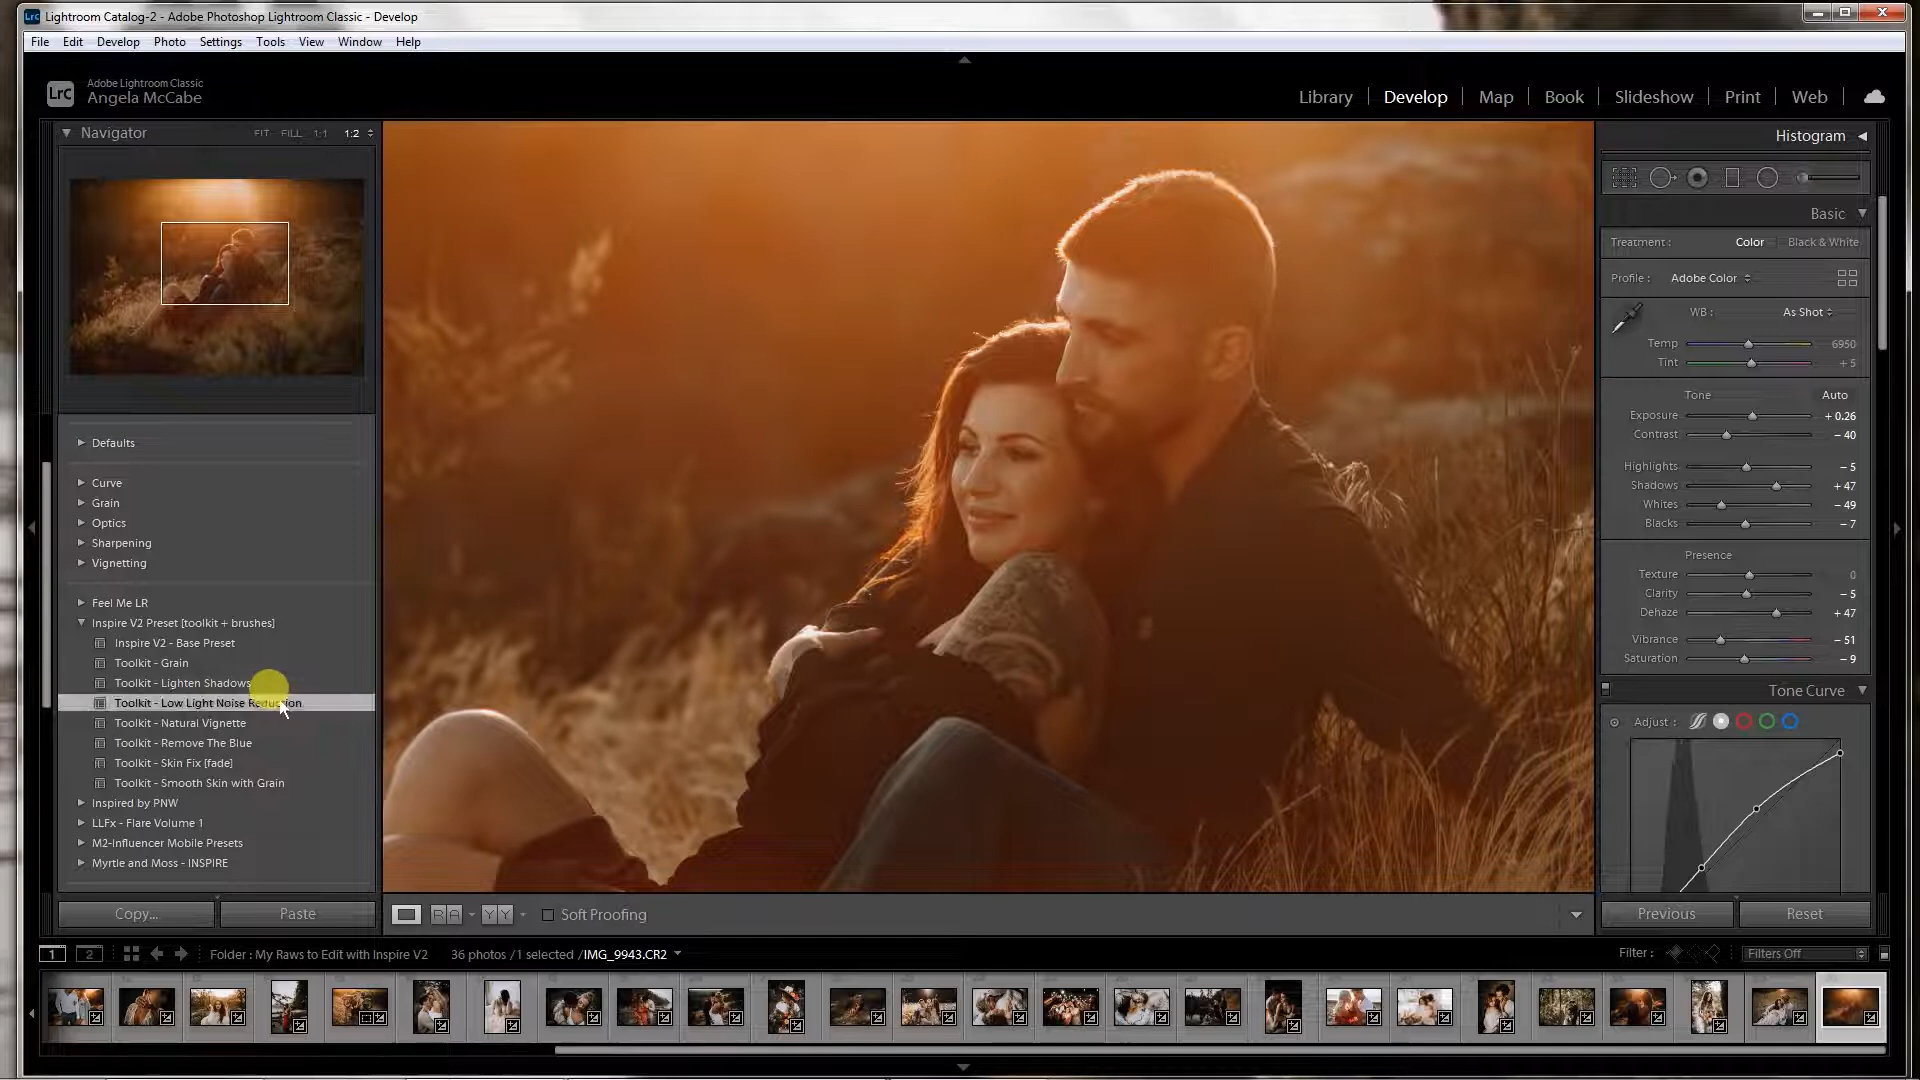 Lightroom Catalog-2 - Adobe Photoshop Lightroom Classic - Develop
File Edit Develop Photo Settings Tools View Window Help
LrC Adobe Lightroom Classic
Angela McCabe
Library Develop Map Book Slideshow Print Web
Navigator FIT FILL 1:1 1:2
Defaults
Curve
Grain
Optics
Sharpening
Vignetting
Feel Me LR
Inspire V2 Preset [toolkit + brushes]
Inspire V2 - Base Preset
Toolkit - Grain
Toolkit - Lighten Shadows
Toolkit - Low Light Noise Reduction
Toolkit - Natural Vignette
Toolkit - Remove The Blue
Toolkit - Skin Fix [fade]
Toolkit - Smooth Skin with Grain
Inspired by PNW
LLFx - Flare Volume 1
M2-Influencer Mobile Presets
Myrtle and Moss - INSPIRE
Copy... Paste
Histogram
Basic
Treatment : Color Black & White
Profile : Adobe Color
WB : As Shot
Temp 6950
Tint + 5
Tone Auto
Exposure + 0.26
Contrast - 40
Highlights - 5
Shadows + 47
Whites - 49
Blacks - 7
Presence
Texture 0
Clarity - 5
Dehaze + 47
Vibrance - 51
Saturation - 9
Tone Curve
Adjust :
Previous Reset
R A Y Y Soft Proofing
1 2 Folder : My Raws to Edit with Inspire V2 36 photos / 1 selected / IMG_9943.CR2 Filter : Filters Off